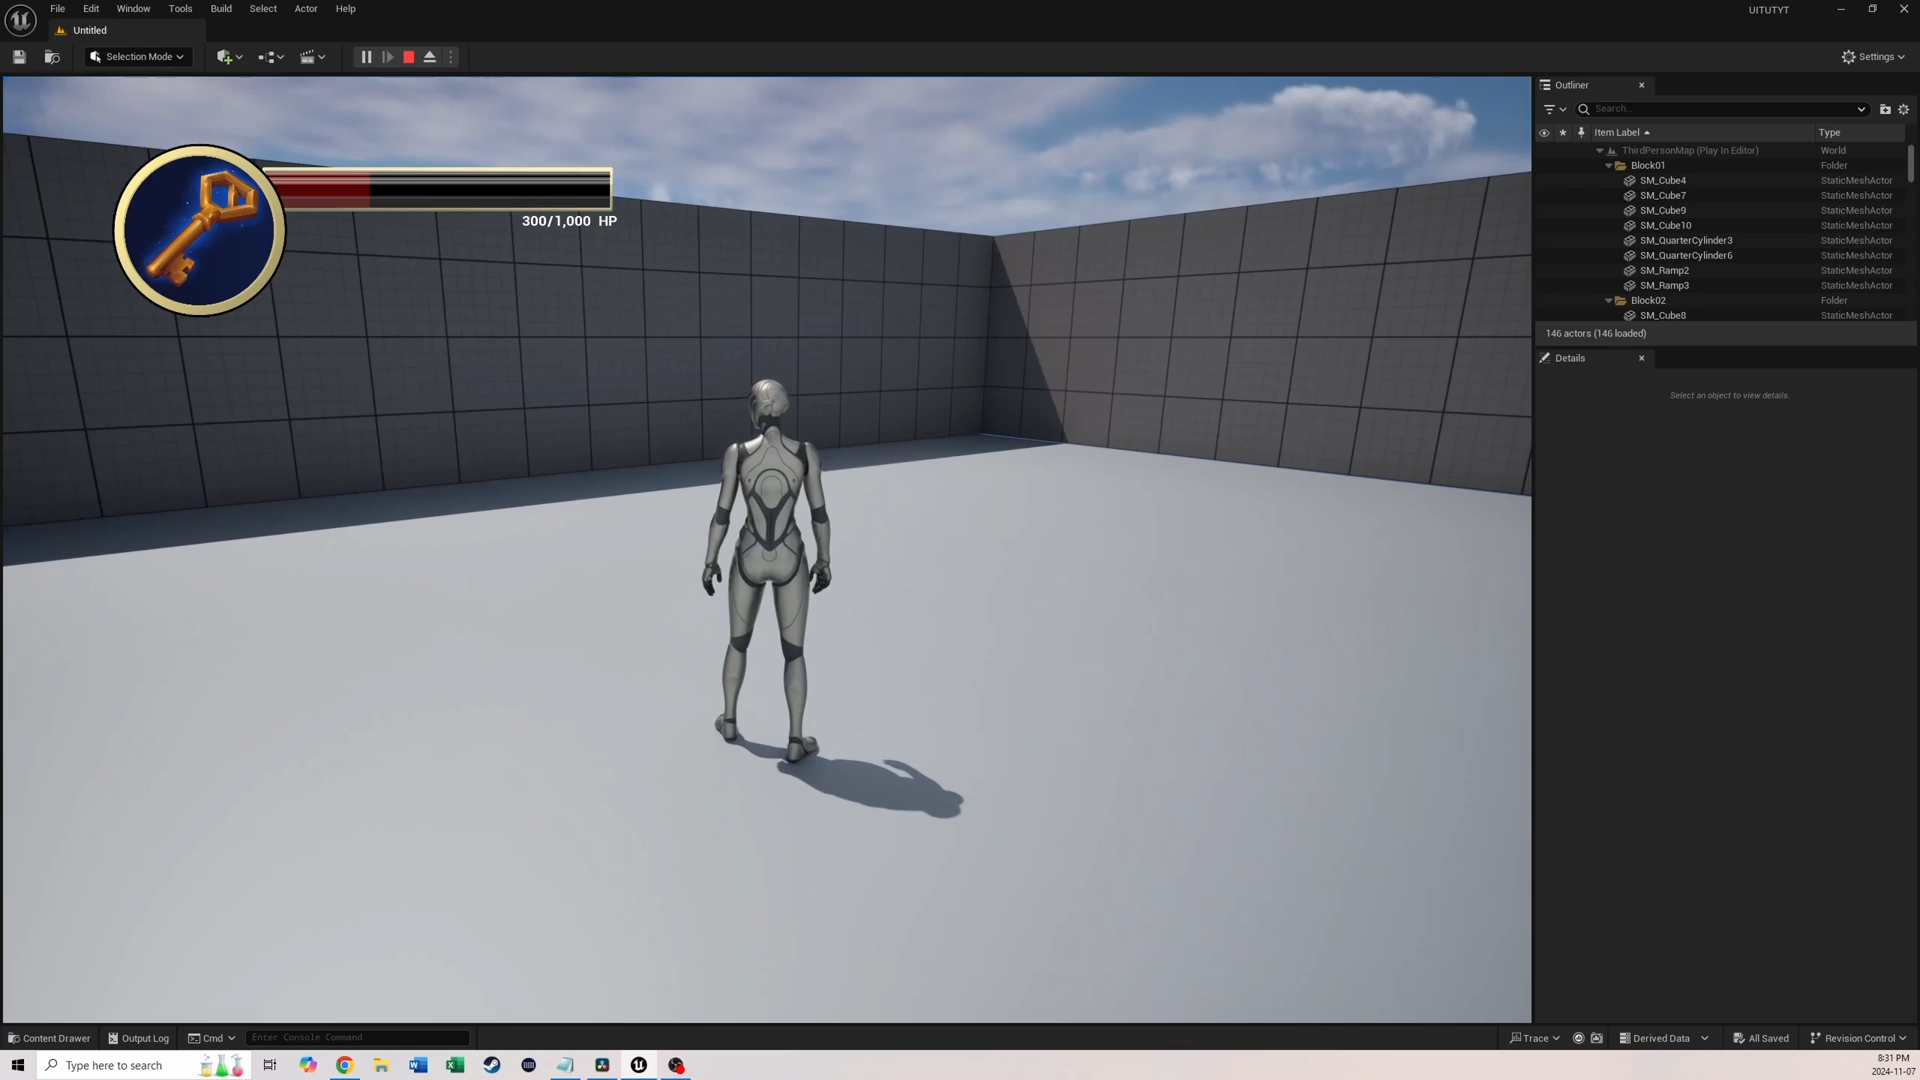 File Edit Window Tools Build Select Actor Help
UITUTYT
Untitled
Selection Mode
Settings
Outliner
Search...
Item Label Type
ThirdPersonMap (Play In Editor) World
Block01 Folder
SM_Cube4 StaticMeshActor
SM_Cube7 StaticMeshActor
SM_Cube9 StaticMeshActor
SM_Cube10 StaticMeshActor
SM_QuarterCylinder3 StaticMeshActor
SM_QuarterCylinder6 StaticMeshActor
SM_Ramp2 StaticMeshActor
SM_Ramp3 StaticMeshActor
Block02 Folder
SM_Cube8 StaticMeshActor
146 actors (146 loaded)
Details
Select an object to view details.
300/1,000 HP
Content Drawer Output Log Cmd Enter Console Command
Trace Derived Data All Saved Revision Control
Type here to search
8:31 PM
2024-11-07